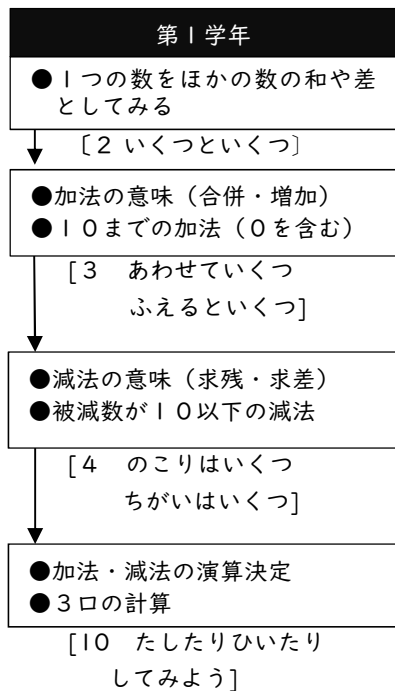 第1学年
●1つの数をほかの数の和や差
としてみる
〔2 いくつといくつ〕
●加法の意味（合併・増加）
●10までの加法（0を含む）
[3 あわせていくつ
ふえるといくつ]
●減法の意味（求残・求差）
●被減数が10以下の減法
[4 のこりはいくつ
ちがいはいくつ]
●加法・減法の演算決定
●3口の計算
[10 たしたりひいたり
してみよう]